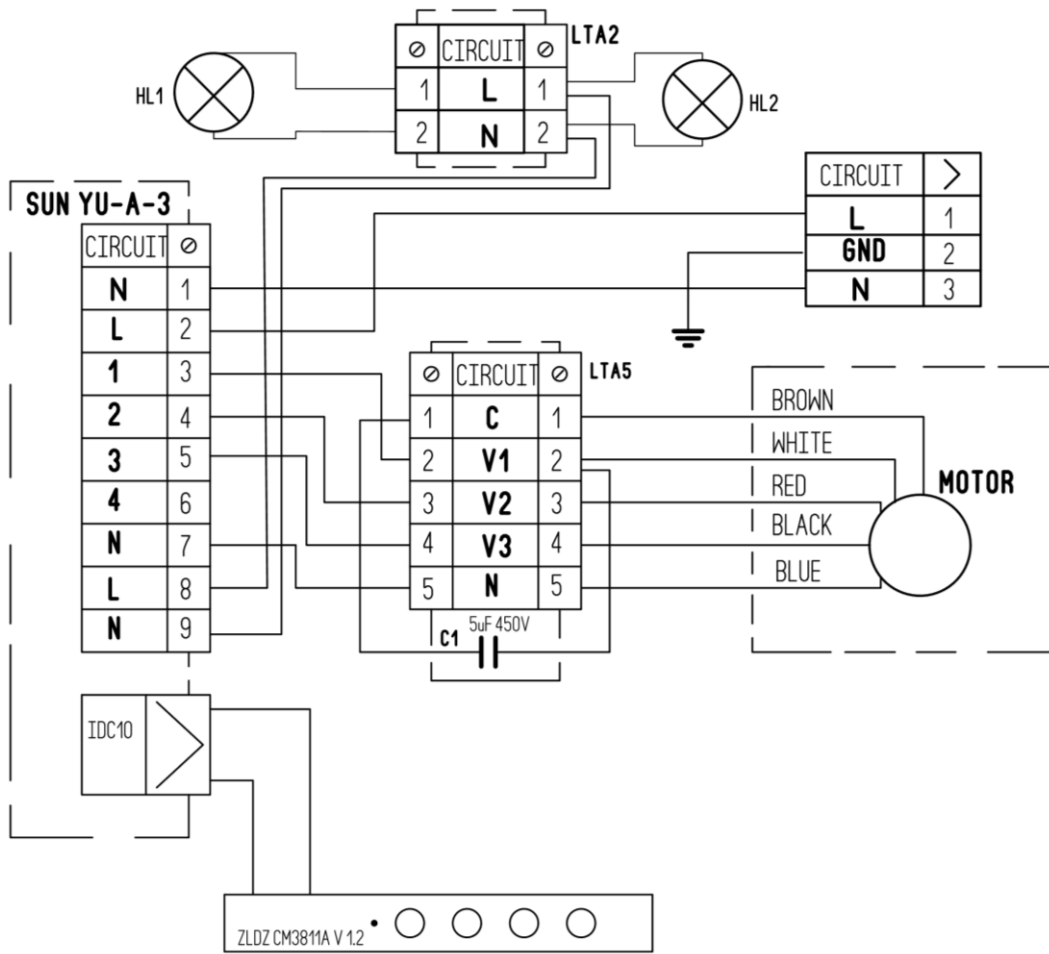 LTA2
CIRCUIT
1 L 1
2 N 2
HL1
HL2
CIRCUIT
L 1
GND 2
N 3
SUN YU-A-3
CIRCUIT
N 1
L 2
1 3
2 4
3 5
4 6
N 7
L 8
N 9
LTA5
CIRCUIT
1 C 1
2 V1 2
3 V2 3
4 V3 4
5 N 5
C1 5uF 450V
BROWN
WHITE
RED
BLACK
BLUE
MOTOR
IDC10
ZLDZ CM3811A V 1.2